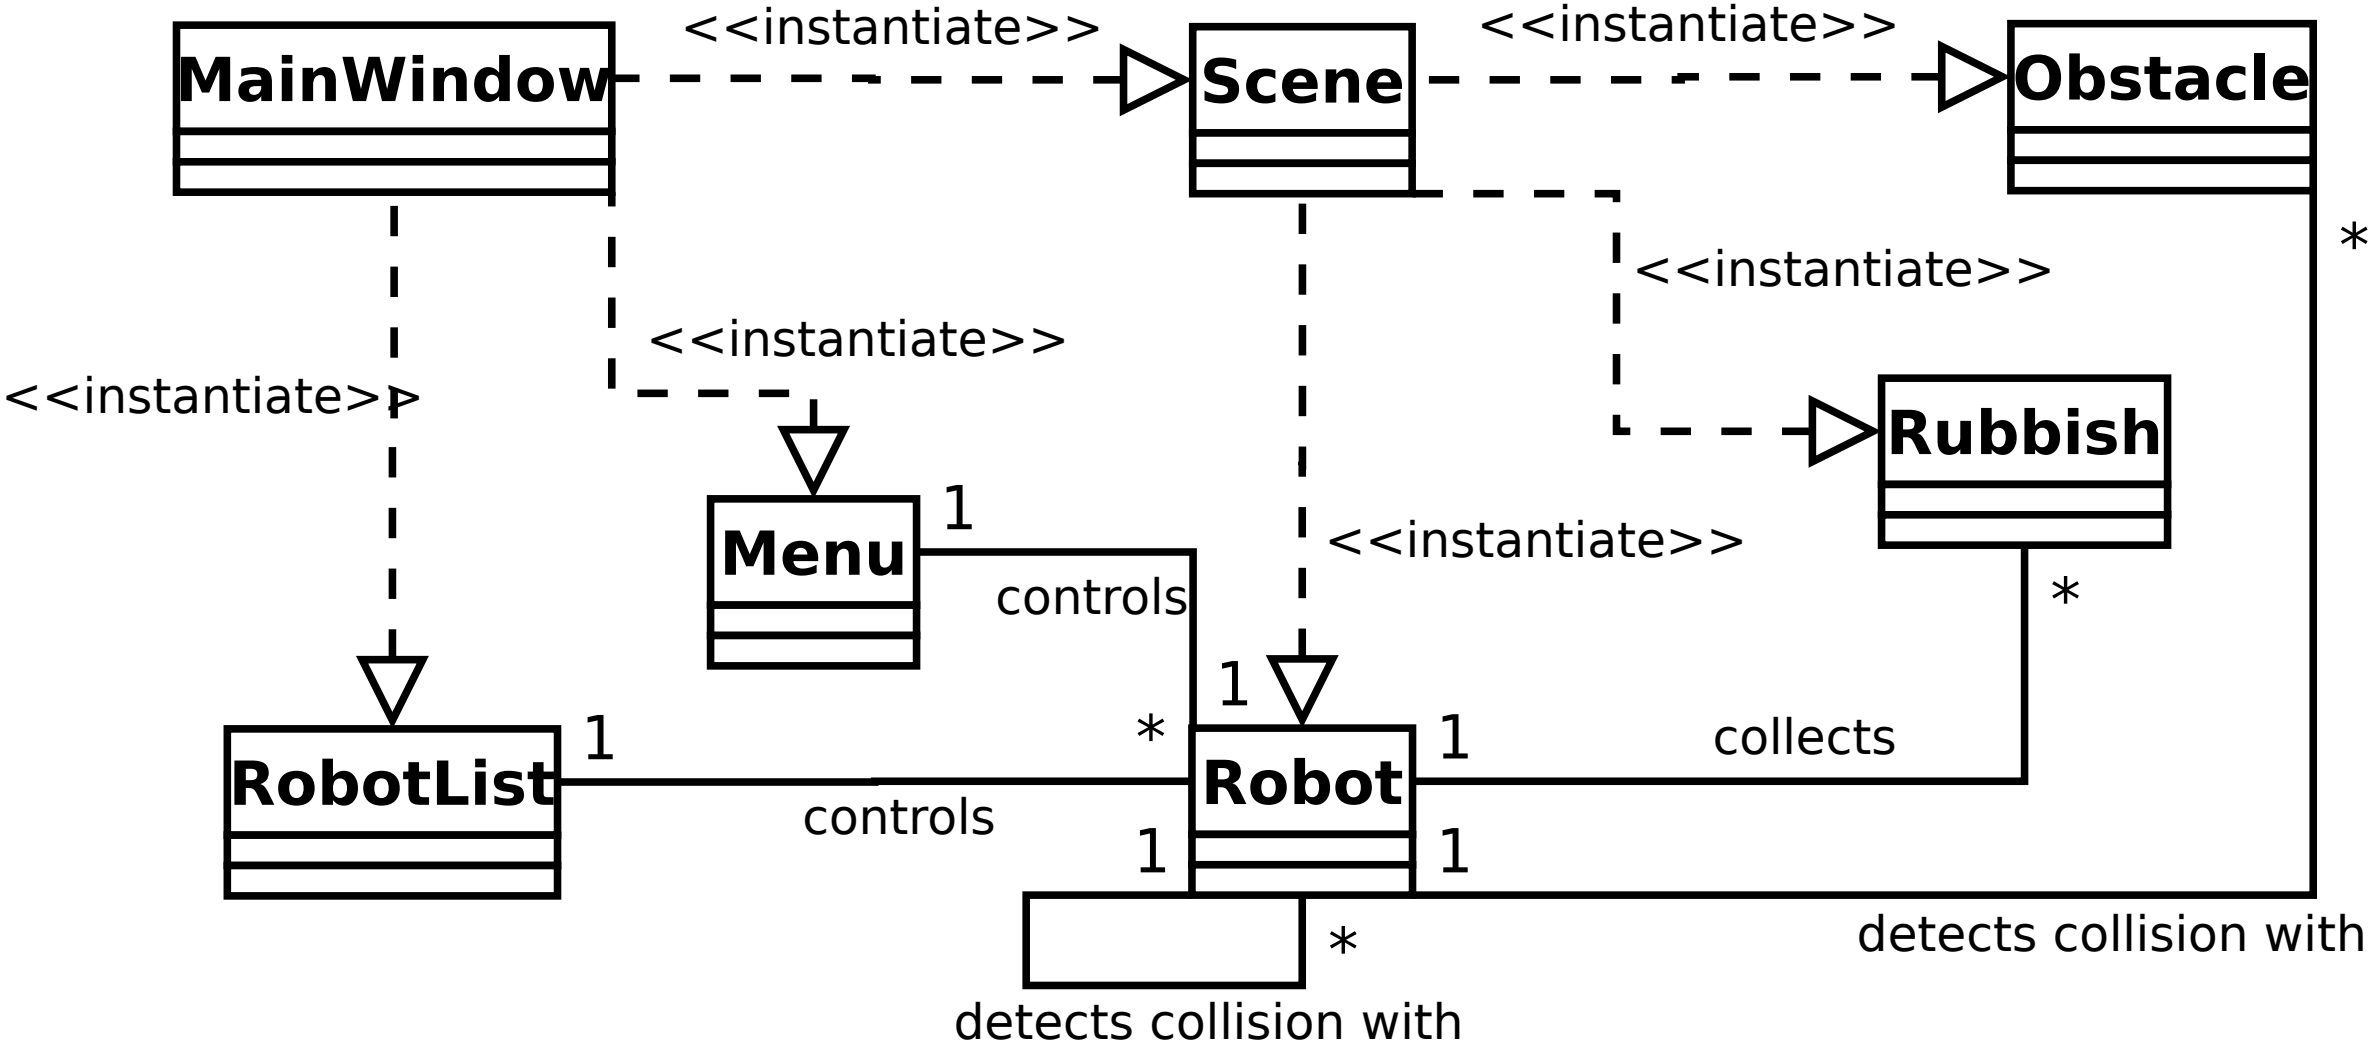 <<instantiate>>
<<instantiate>>
MainWindow
Scene
Obstacle
*
<<instantiate>>
<<instantiate>>
<<instantiate>>
Rubbish
1
Menu
<<instantiate>>
controls
*
1
*
1
1
collects
RobotList
Robot
controls
1
1
*
detects collision with
detects collision with